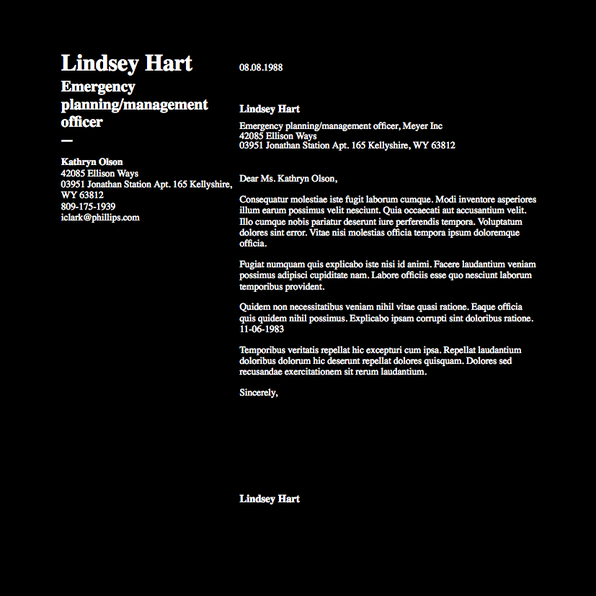 Lindsey Hart
Emergency
planning/management
officer
—
Kathryn Olson
42085 Ellison Ways
03951 Jonathan Station Apt. 165 Kellyshire,
WY 63812
809-175-1939
iclark@phillips.com
08.08.1988
Lindsey Hart
Emergency planning/management officer, Meyer Inc
42085 Ellison Ways
03951 Jonathan Station Apt. 165 Kellyshire, WY 63812
Dear Ms. Kathryn Olson,
Consequatur molestiae iste fugit laborum cumque. Modi inventore asperiores
illum earum possimus velit nesciunt. Quia occaecati aut accusantium velit.
Illo cumque nobis pariatur deserunt iure perferendis tempora. Voluptatum
dolores sint error. Vitae nisi molestias officia tempora ipsum doloremque
officia.
Fugiat numquam quis explicabo iste nisi id animi. Facere laudantium veniam
possimus adipisci cupiditate nam. Labore officiis esse quo nesciunt laborum
temporibus provident.
Quidem non necessitatibus veniam nihil vitae quasi ratione. Eaque officia
quis quidem nihil possimus. Explicabo ipsam corrupti sint doloribus ratione.
11-06-1983
Temporibus veritatis repellat hic excepturi cum ipsa. Repellat laudantium
doloribus dolorum hic deserunt repellat dolores quisquam. Dolores sed
recusandae exercitationem sit rerum laudantium.
Sincerely,
Lindsey Hart